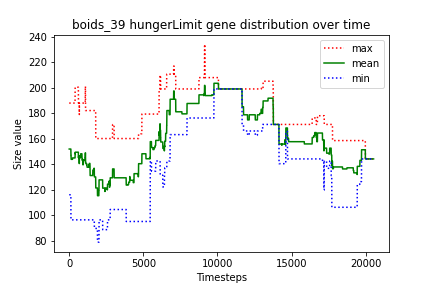 boids_39 hungerLimit gene distribution over time
240
220
200
180
160
140
120
100
80
Size value
max
mean
min
0
5000
10000
15000
20000
Timesteps